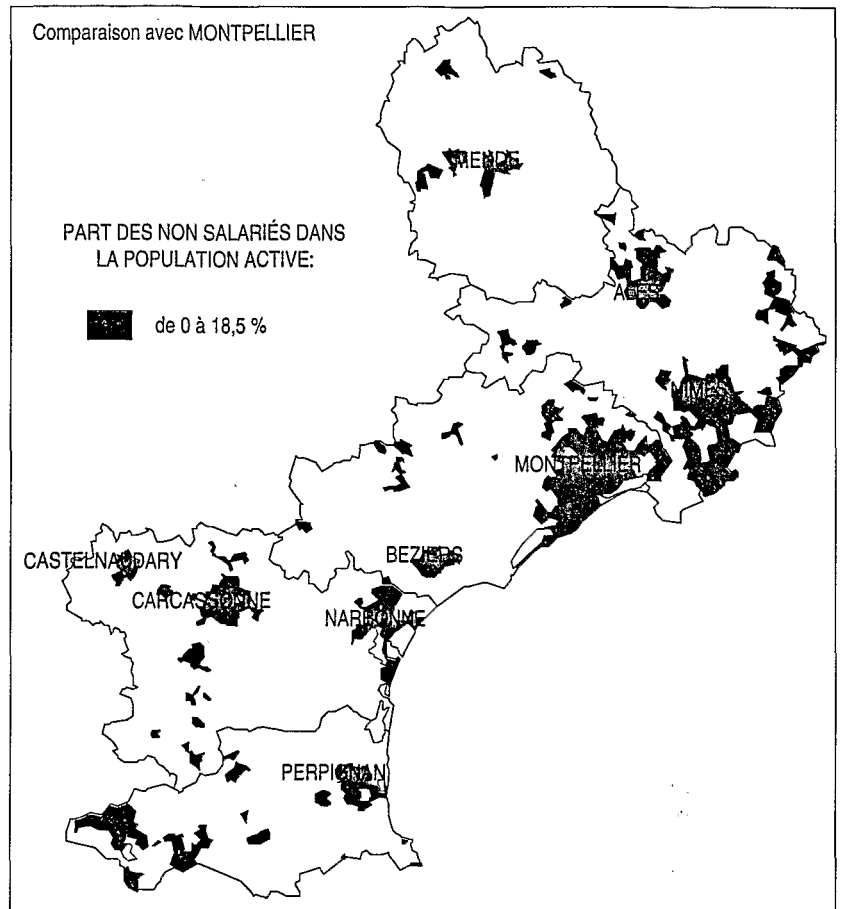 Comparaison avec MONTPELLIER
MENDE
PART DES NON SALARIÉS DANS
LA POPULATION ACTIVE:
de 0 à 18,5 %
ALES
NIMES
MONTPELLIER
BEZIERS
CASTELNAUDARY
CARCASSONNE
NARBONNE
PERPIGNAN